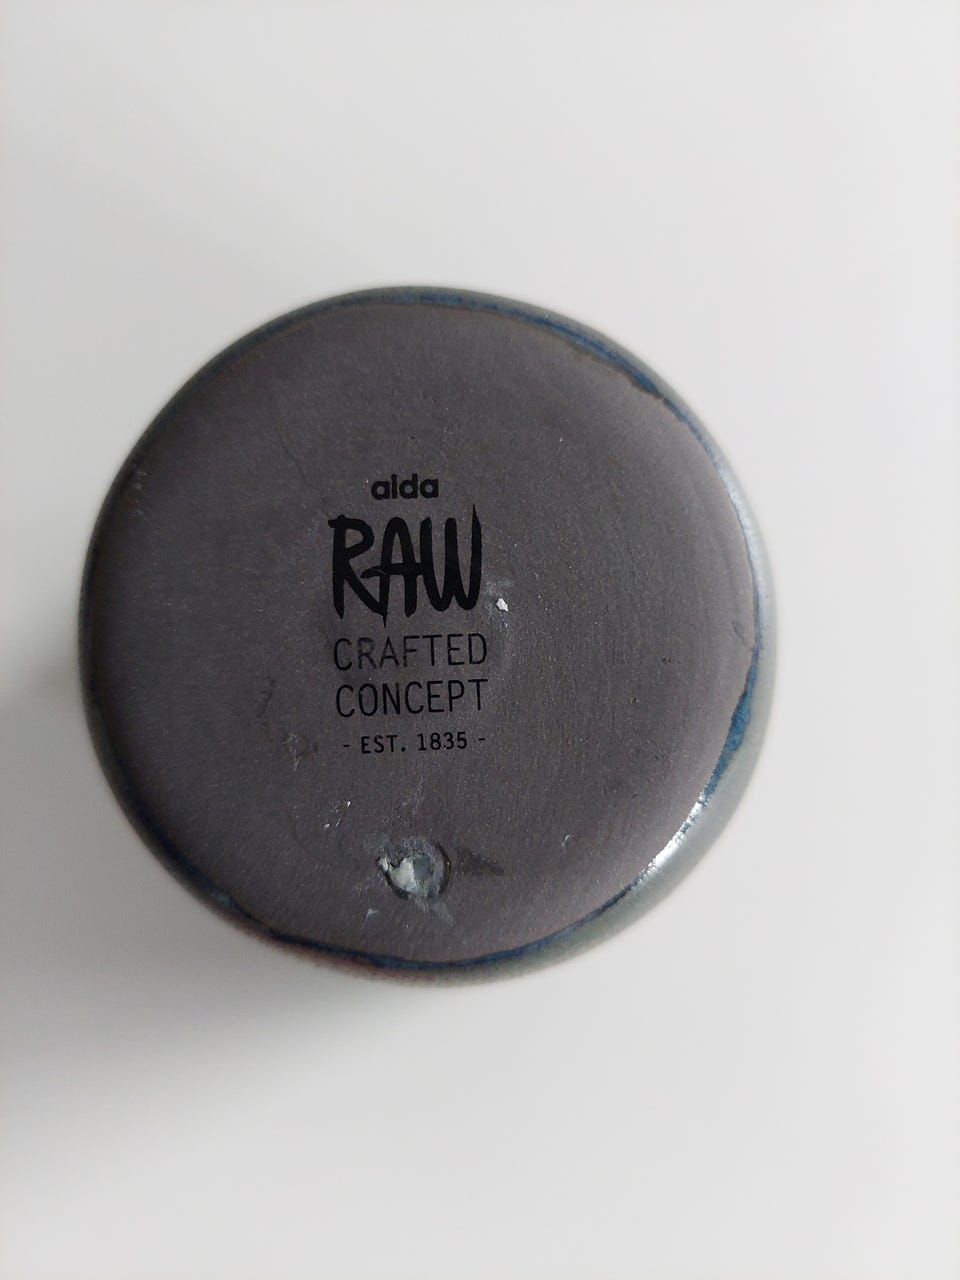 aida
RAW
CRAFTED
CONCEPT
- EST. 1835 -